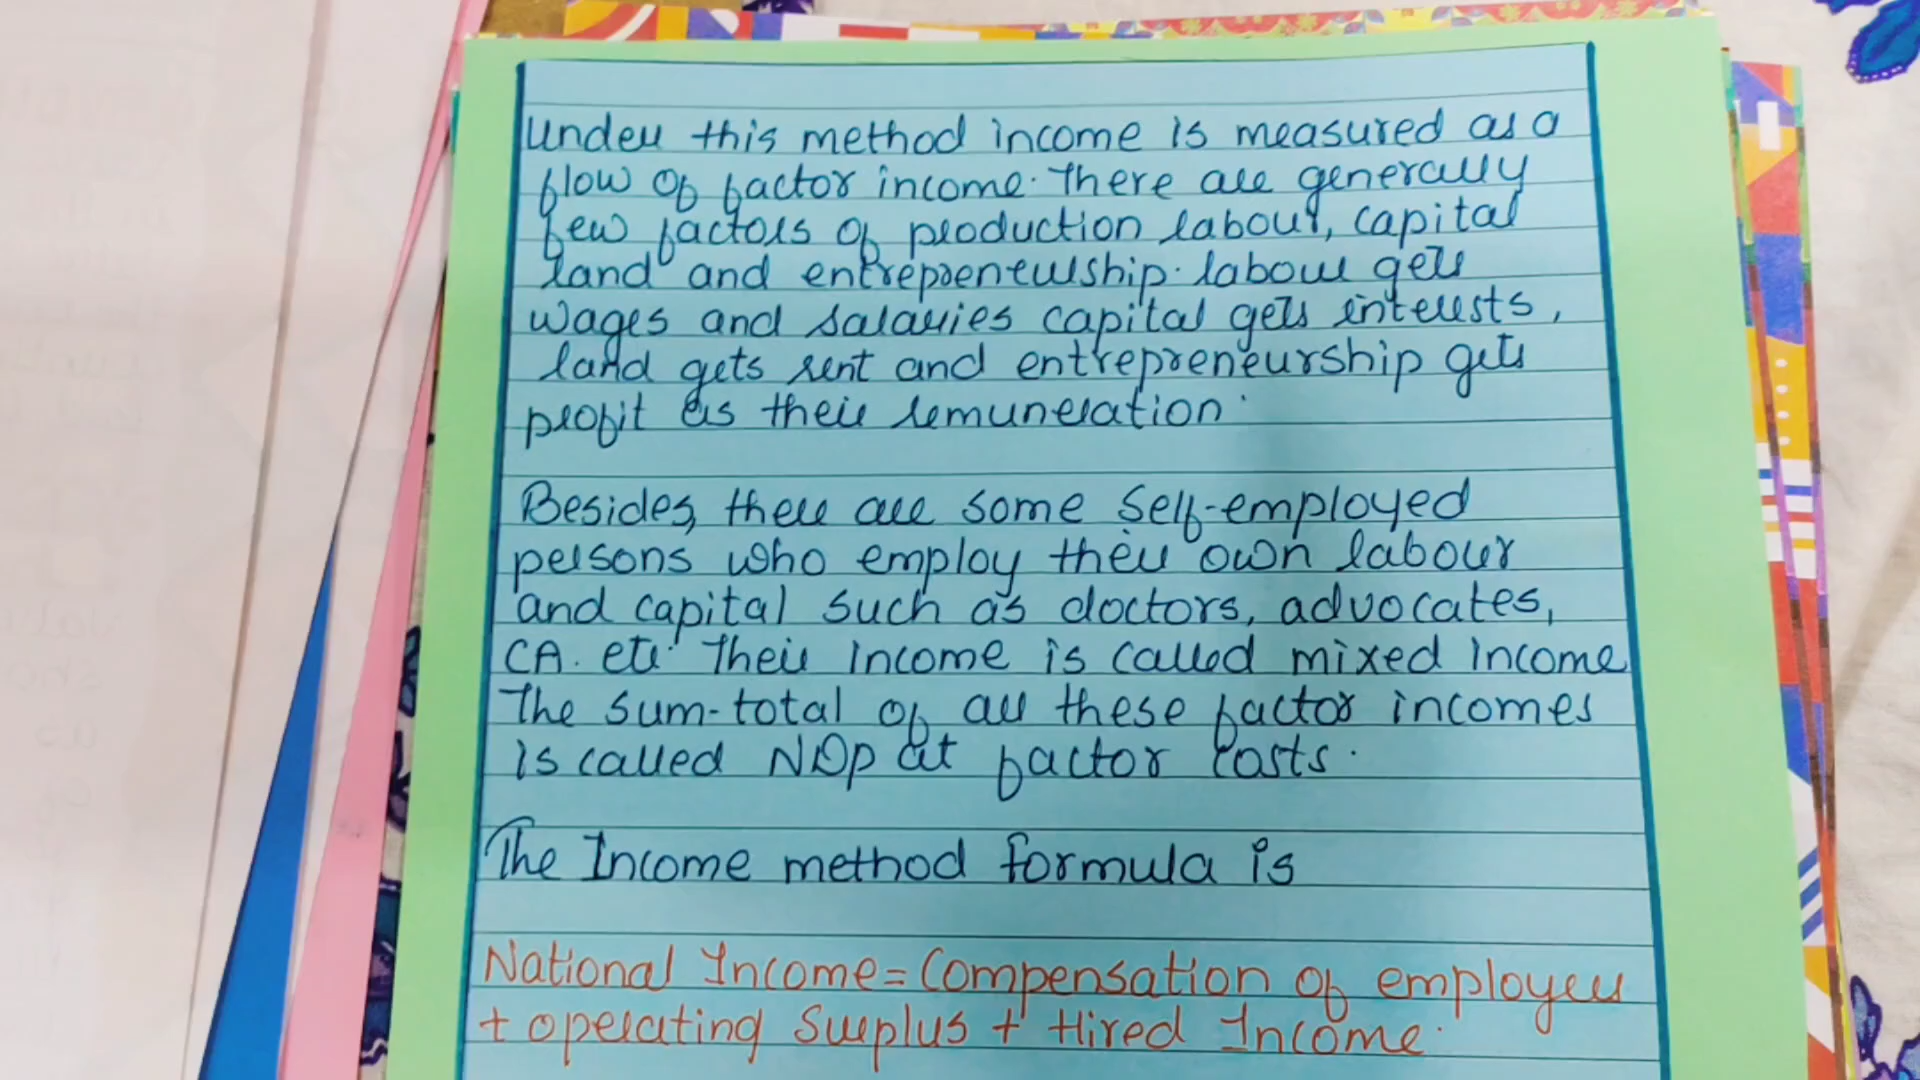 Under this method income is measured as a
flow of factor income. There are generally
few factors of production labour, capital
land and entrepreneurship. labour gets
wages and salaries capital gets interests,
land gets rent and entrepreneurship gets
profit as their remuneration.
Besides, there are some self-employed
persons who employ their own labour
and capital such as doctors, advocates,
CA. etc. Their income is called mixed income
The sum-total of all these factor incomes
is called NDP at factor costs.
The Income method formula is
National Income = Compensation of employees
+ operating Surplus + Hired Income.